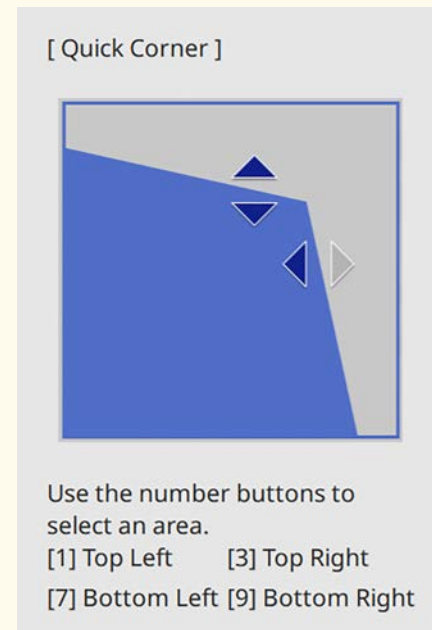 [ Quick Corner ]
Use the number buttons to
select an area.
[1] Top Left [3] Top Right
[7] Bottom Left [9] Bottom Right